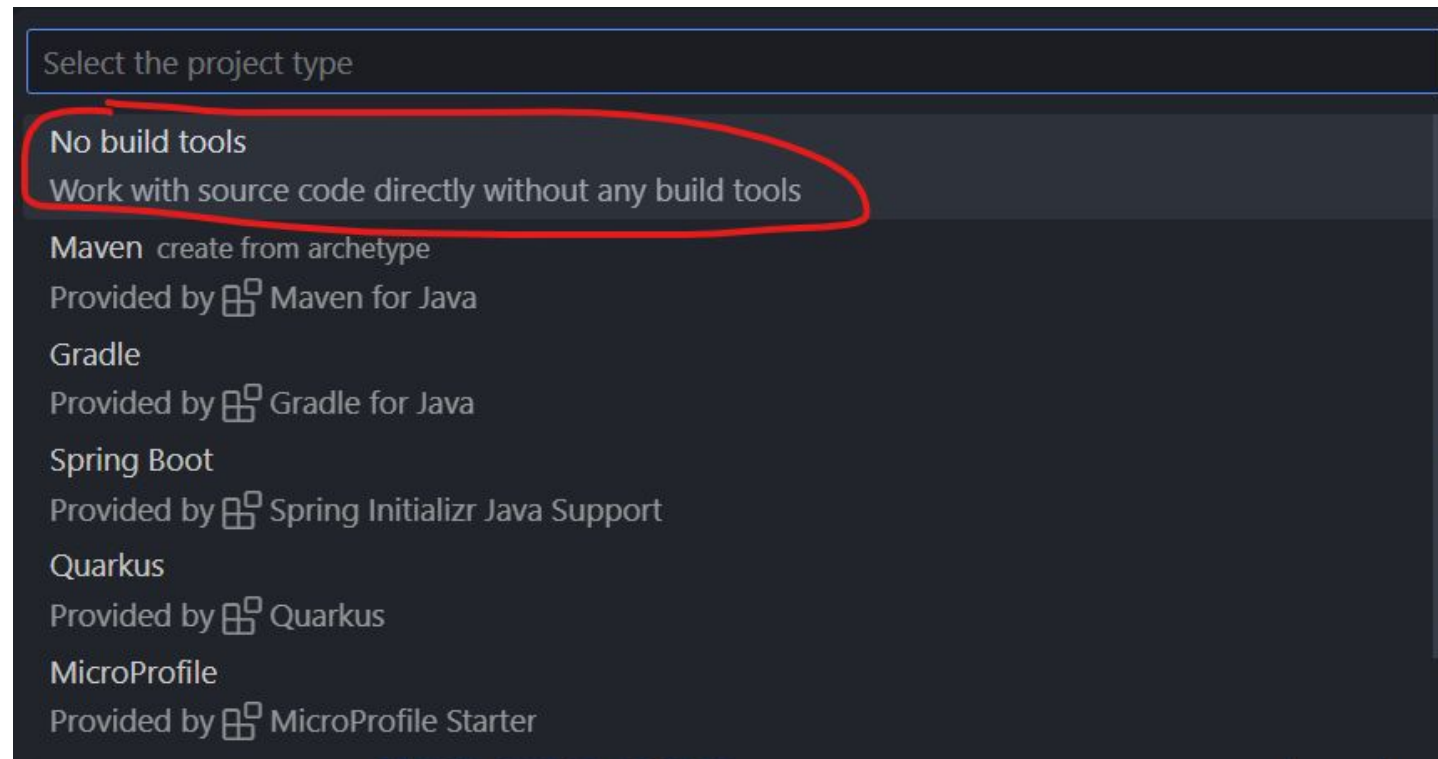 Select the project type
No build tools
Work with source code directly without any build tools
Maven create from archetype
Provided by Maven for Java
Gradle
Provided by Gradle for Java
Spring Boot
Provided by Spring Initializr Java Support
Quarkus
Provided by Quarkus
MicroProfile
Provided by MicroProfile Starter